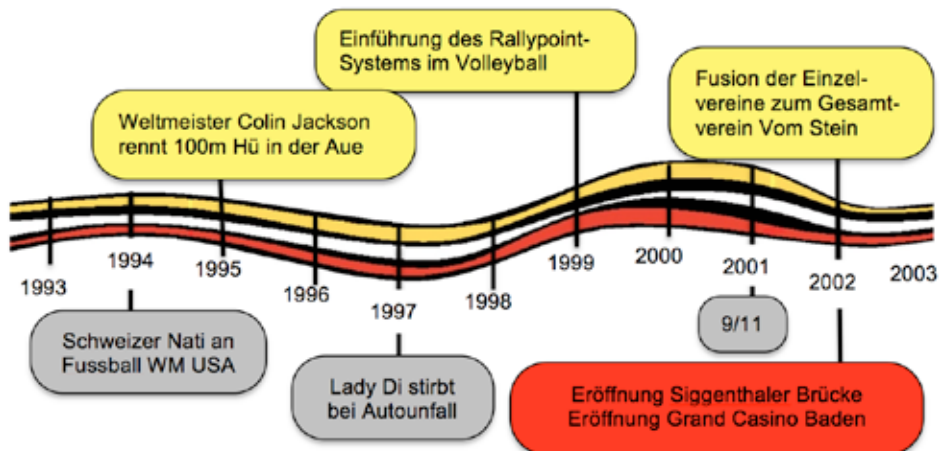 Einführung des Rallypoint-
Systems im Volleyball
Fusion der Einzel-
vereine zum Gesamt-
verein Vom Stein
Weltmeister Colin Jackson
rennt 100m Hü in der Aue
1993
1994
1995
1996
1997
1998
1999
2000
2001
2002
2003
Schweizer Nati an
Fussball WM USA
Lady Di stirbt
bei Autounfall
9/11
Eröffnung Siggenthaler Brücke
Eröffnung Grand Casino Baden